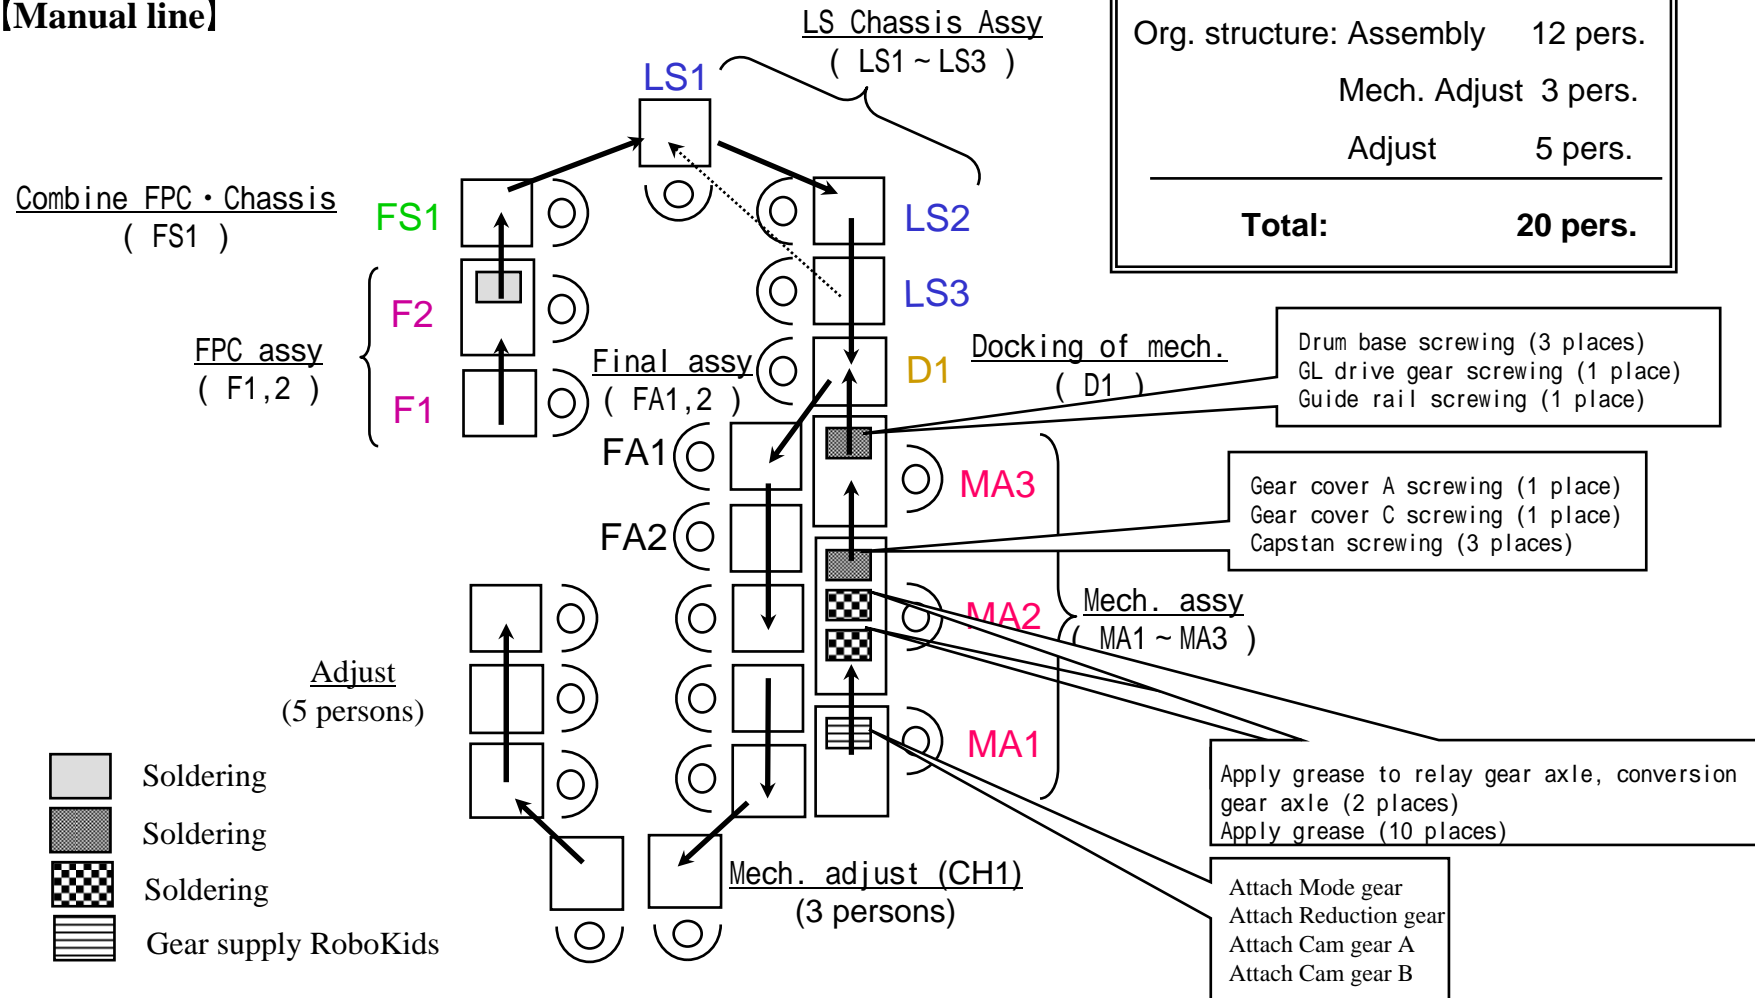 【Manual line】
LS Chassis Assy
( LS1~LS3 )
Org. structure: Assembly 12 pers.
Mech. Adjust 3 pers.
Adjust 5 pers.
Total: 20 pers.
LS1
Combine FPC・Chassis
( FS1 )
FS1
LS2
F2
LS3
FPC assy
( F1,2 )
F1
Final assy
( FA1,2 )
D1
Docking of mech.
( D1 )
Drum base screwing (3 places)
GL drive gear screwing (1 place)
Guide rail screwing (1 place)
FA1
MA3
Gear cover A screwing (1 place)
Gear cover C screwing (1 place)
Capstan screwing (3 places)
FA2
MA2
Mech. assy
( MA1~MA3 )
Adjust
(5 persons)
MA1
Apply grease to relay gear axle, conversion
gear axle (2 places)
Apply grease (10 places)
Soldering
Soldering
Soldering
Gear supply RoboKids
Mech. adjust (CH1)
(3 persons)
Attach Mode gear
Attach Reduction gear
Attach Cam gear A
Attach Cam gear B